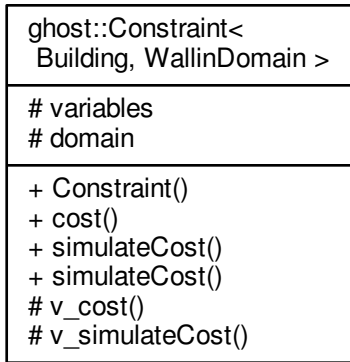 ghost::Constraint<
Building, WallinDomain >
# variables
# domain
+ Constraint()
+ cost()
+ simulateCost()
+ simulateCost()
# v_cost()
# v_simulateCost()